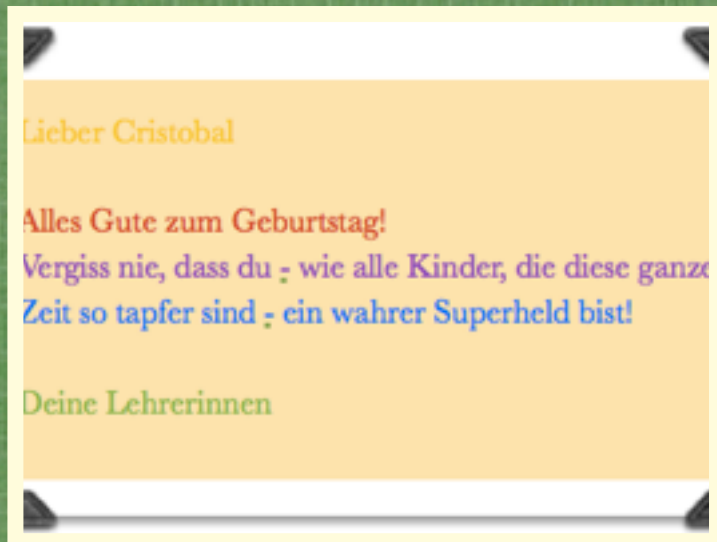 Lieber Cristobal
Alles Gute zum Geburtstag!
Vergiss nie, dass du - wie alle Kinder, die diese ganze
Zeit so tapfer sind - ein wahrer Superheld bist!
Deine Lehrerinnen